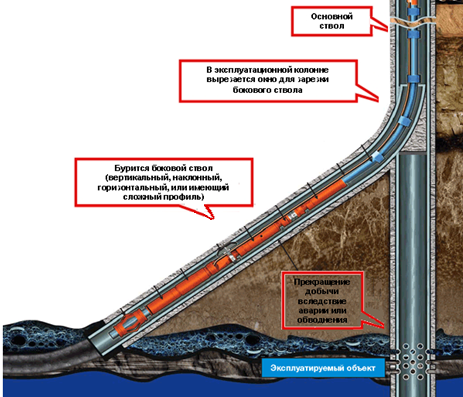 Основной
ствол
В эксплуатационной колонне
вырезается окно для зарезки
бокового ствола
Бурится боковой ствол
(вертикальный, наклонный,
горизонтальный, или имеющий
сложный профиль)
Прекращение
добычи
вследствие
аварии или
обводнения
Эксплуатируемый объект